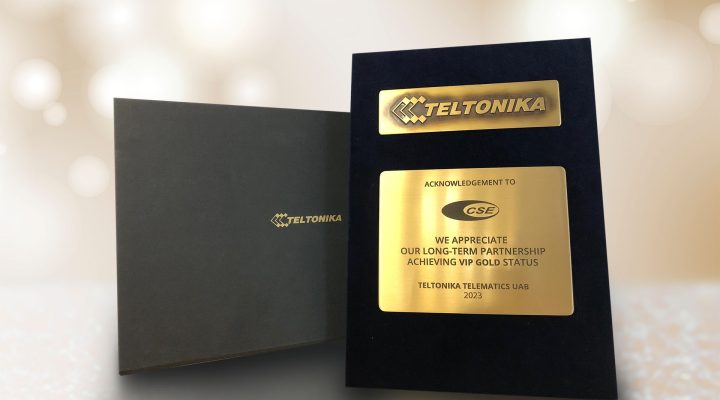 TELTONIKA
TELTONIKA
ACKNOWLEDGEMENT TO
CSE
WE APPRECIATE
OUR LONG-TERM PARTNERSHIP
ACHIEVING VIP GOLD STATUS
TELTONIKA TELEMATICS UAB
2023